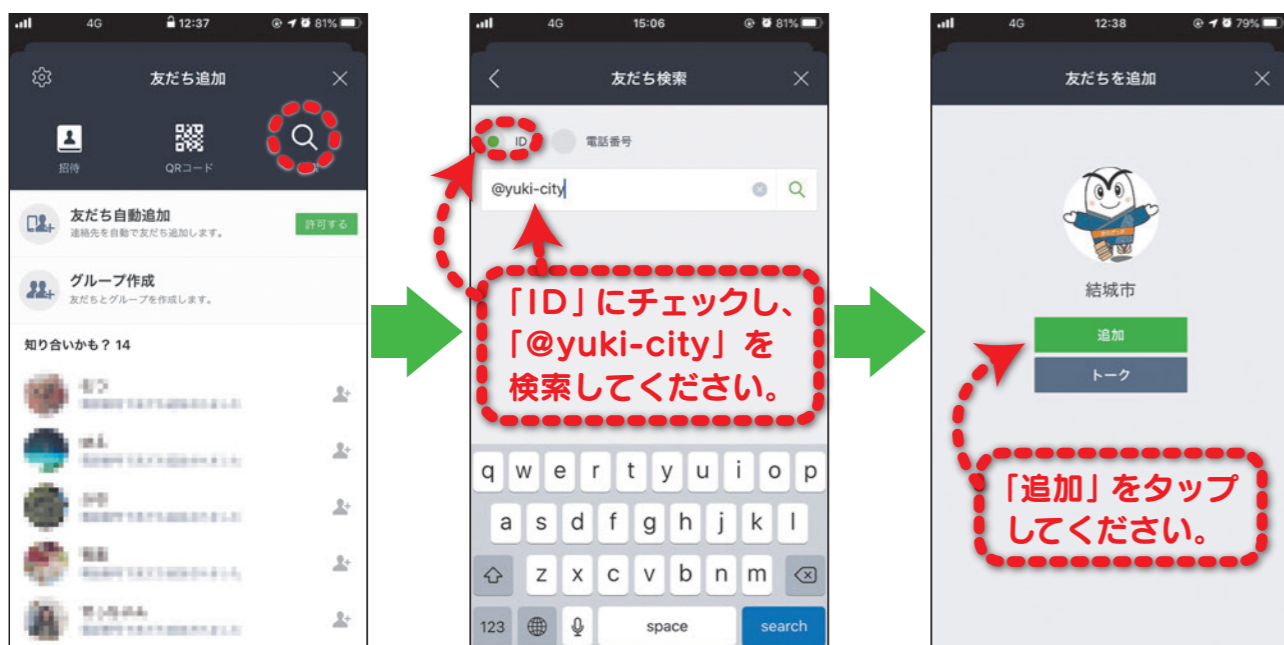 4G 12:37 81%
友だち追加
招待 QRコード
友だち自動追加
連絡先を自動で友だち追加します。
許可する
グループ作成
友だちとグループを作成します。
知り合いかも？ 14
4G 15:06 81%
友だち検索
ID 電話番号
@yuki-city
「ID」にチェックし、
「@yuki-city」を
検索してください。
q w e r t y u i o p
a s d f g h j k l
z x c v b n m
123 space search
4G 12:38 79%
友だちを追加
結城市
追加
トーク
「追加」をタップ
してください。